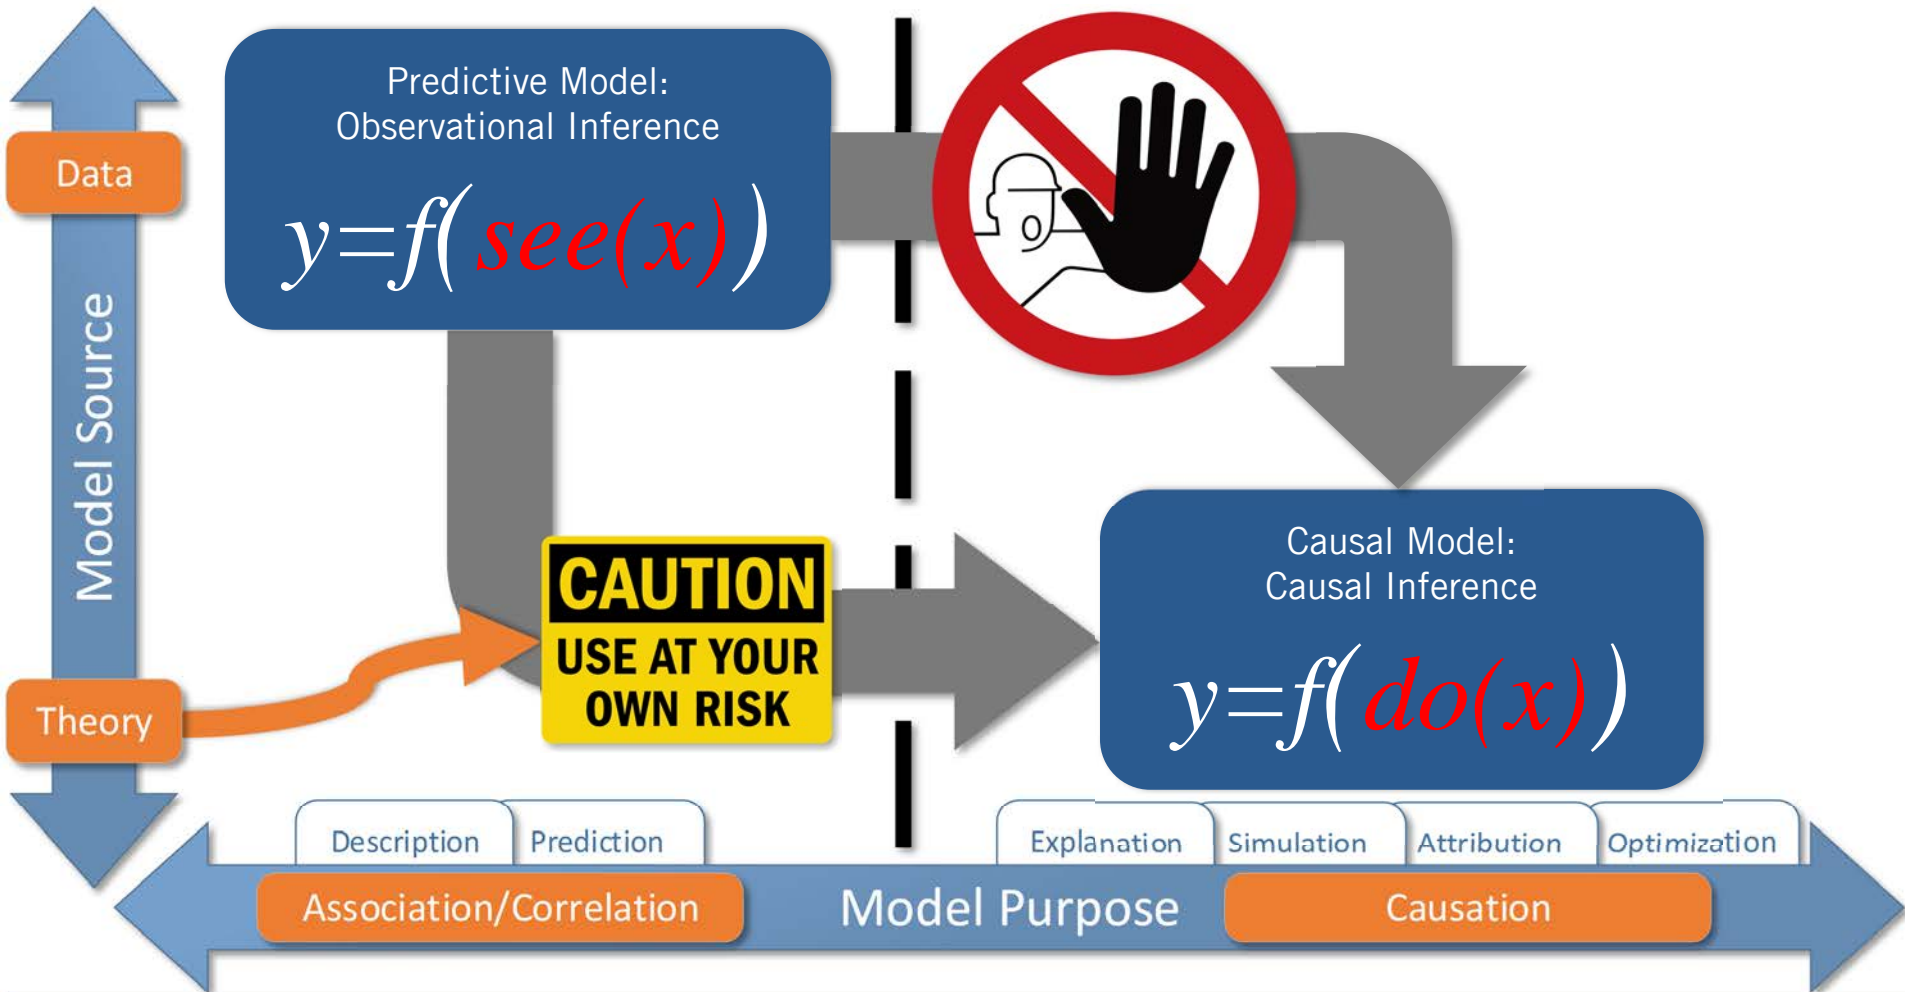 Predictive Model:
Observational Inference
y=f(see(x))
Data
Model Source
Theory
CAUTION
USE AT YOUR
OWN RISK
Causal Model:
Causal Inference
y=f(do(x))
Description Prediction Explanation Simulation Attribution Optimization
Association/Correlation Model Purpose Causation